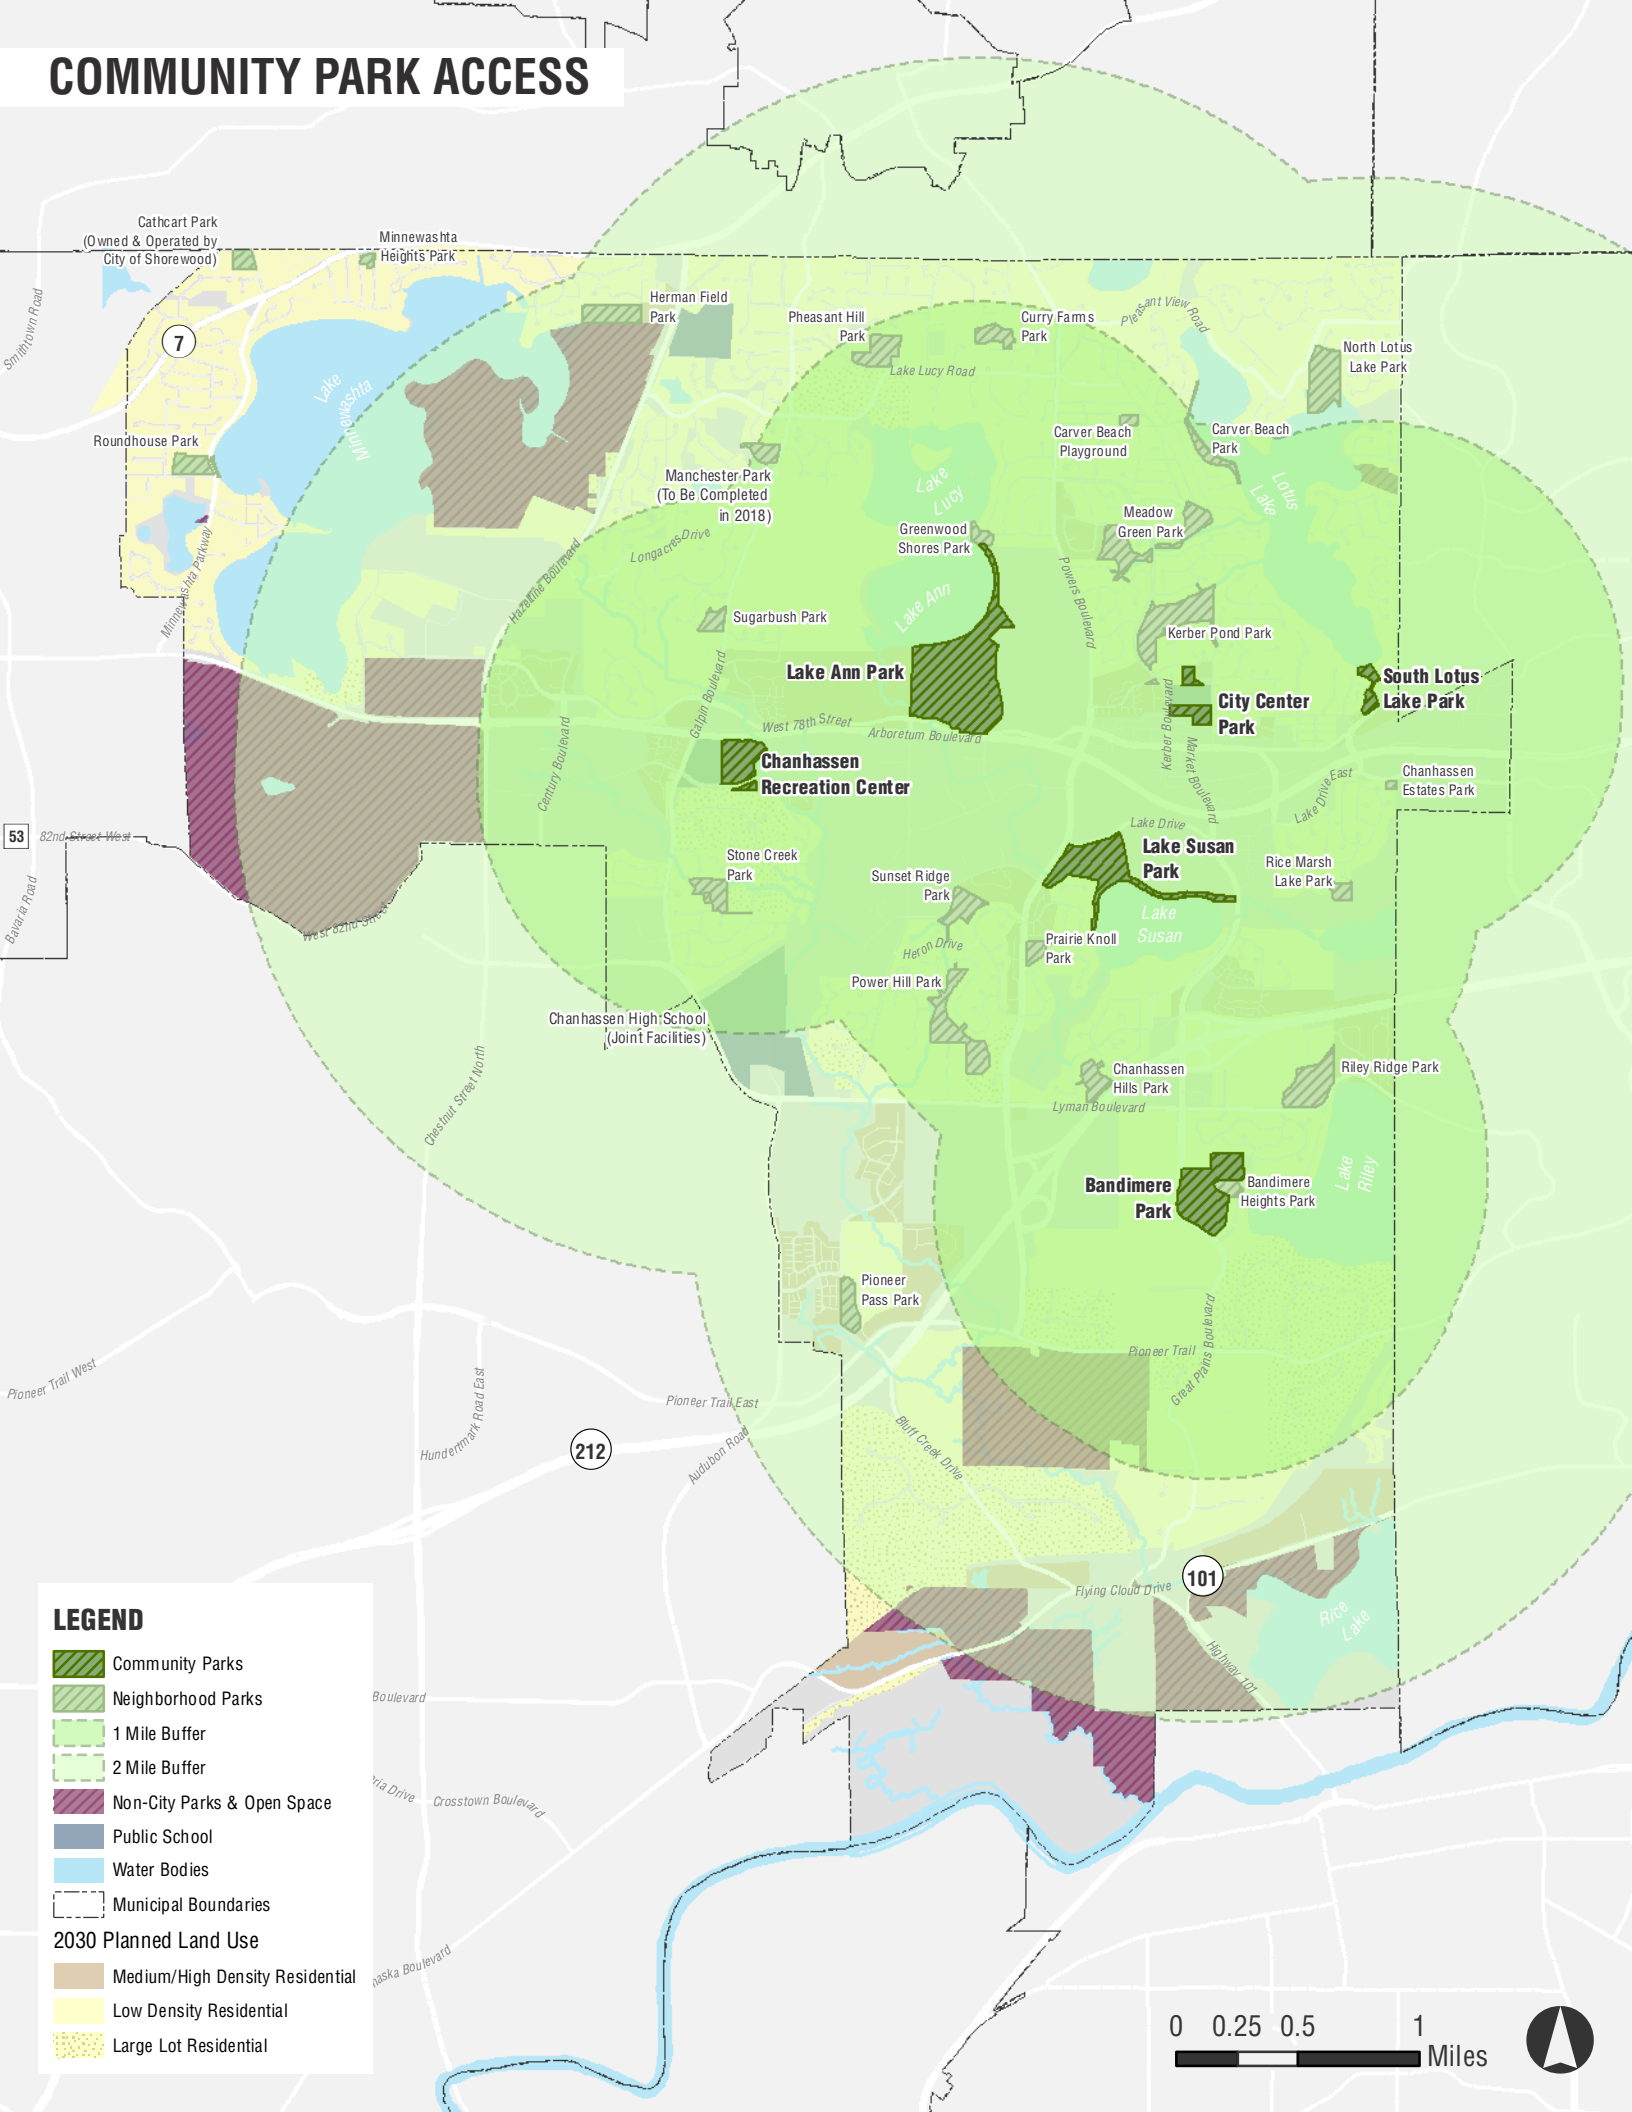 COMMUNITY PARK ACCESS
Cathcart Park
(Owned & Operated by
City of Shorewood)
Minnewashta
Heights Park
Smithtown Road
7
Herman Field
Park
Pheasant Hill
Park
Curry Farms
Park
Pleasant View Road
North Lotus
Lake Park
Lake Lucy Road
Lake
Minnewashta
Roundhouse Park
Carver Beach
Playground
Carver Beach
Park
Manchester Park
(To Be Completed
in 2018)
Lake
Lucy
Lotus
Lake
Meadow
Green Park
Greenwood
Shores Park
Longacres Drive
Hazeltine Boulevard
Minnewashta Parkway
Powers Boulevard
Lake Ann
Sugarbush Park
Kerber Pond Park
Lake Ann Park
South Lotus
Lake Park
City Center
Park
Galpin Boulevard
West 78th Street
Arboretum Boulevard
Kerber Boulevard
Market Boulevard
Century Boulevard
Chanhassen
Recreation Center
Chanhassen
Estates Park
Lake Drive East
Lake Drive
53
82nd Street West
Bavaria Road
West 82nd Street
Lake Susan
Park
Stone Creek
Park
Sunset Ridge
Park
Rice Marsh
Lake Park
Lake
Susan
Heron Drive
Prairie Knoll
Park
Power Hill Park
Chanhassen High School
(Joint Facilities)
Chestnut Street North
Chanhassen
Hills Park
Riley Ridge Park
Lyman Boulevard
Lake
Riley
Bandimere
Park
Bandimere
Heights Park
Pioneer
Pass Park
Great Plains Boulevard
Pioneer Trail
Pioneer Trail West
Hundertmark Road East
Pioneer Trail East
Audubon Road
212
Bluff Creek Drive
101
Flying Cloud Drive
Rice
Lake
Highway 101
LEGEND
Community Parks
Neighborhood Parks
1 Mile Buffer
2 Mile Buffer
Non-City Parks & Open Space
Public School
Water Bodies
Municipal Boundaries
2030 Planned Land Use
Medium/High Density Residential
Low Density Residential
Large Lot Residential
Boulevard
ria Drive
Crosstown Boulevard
aska Boulevard
0 0.25 0.5 1
Miles